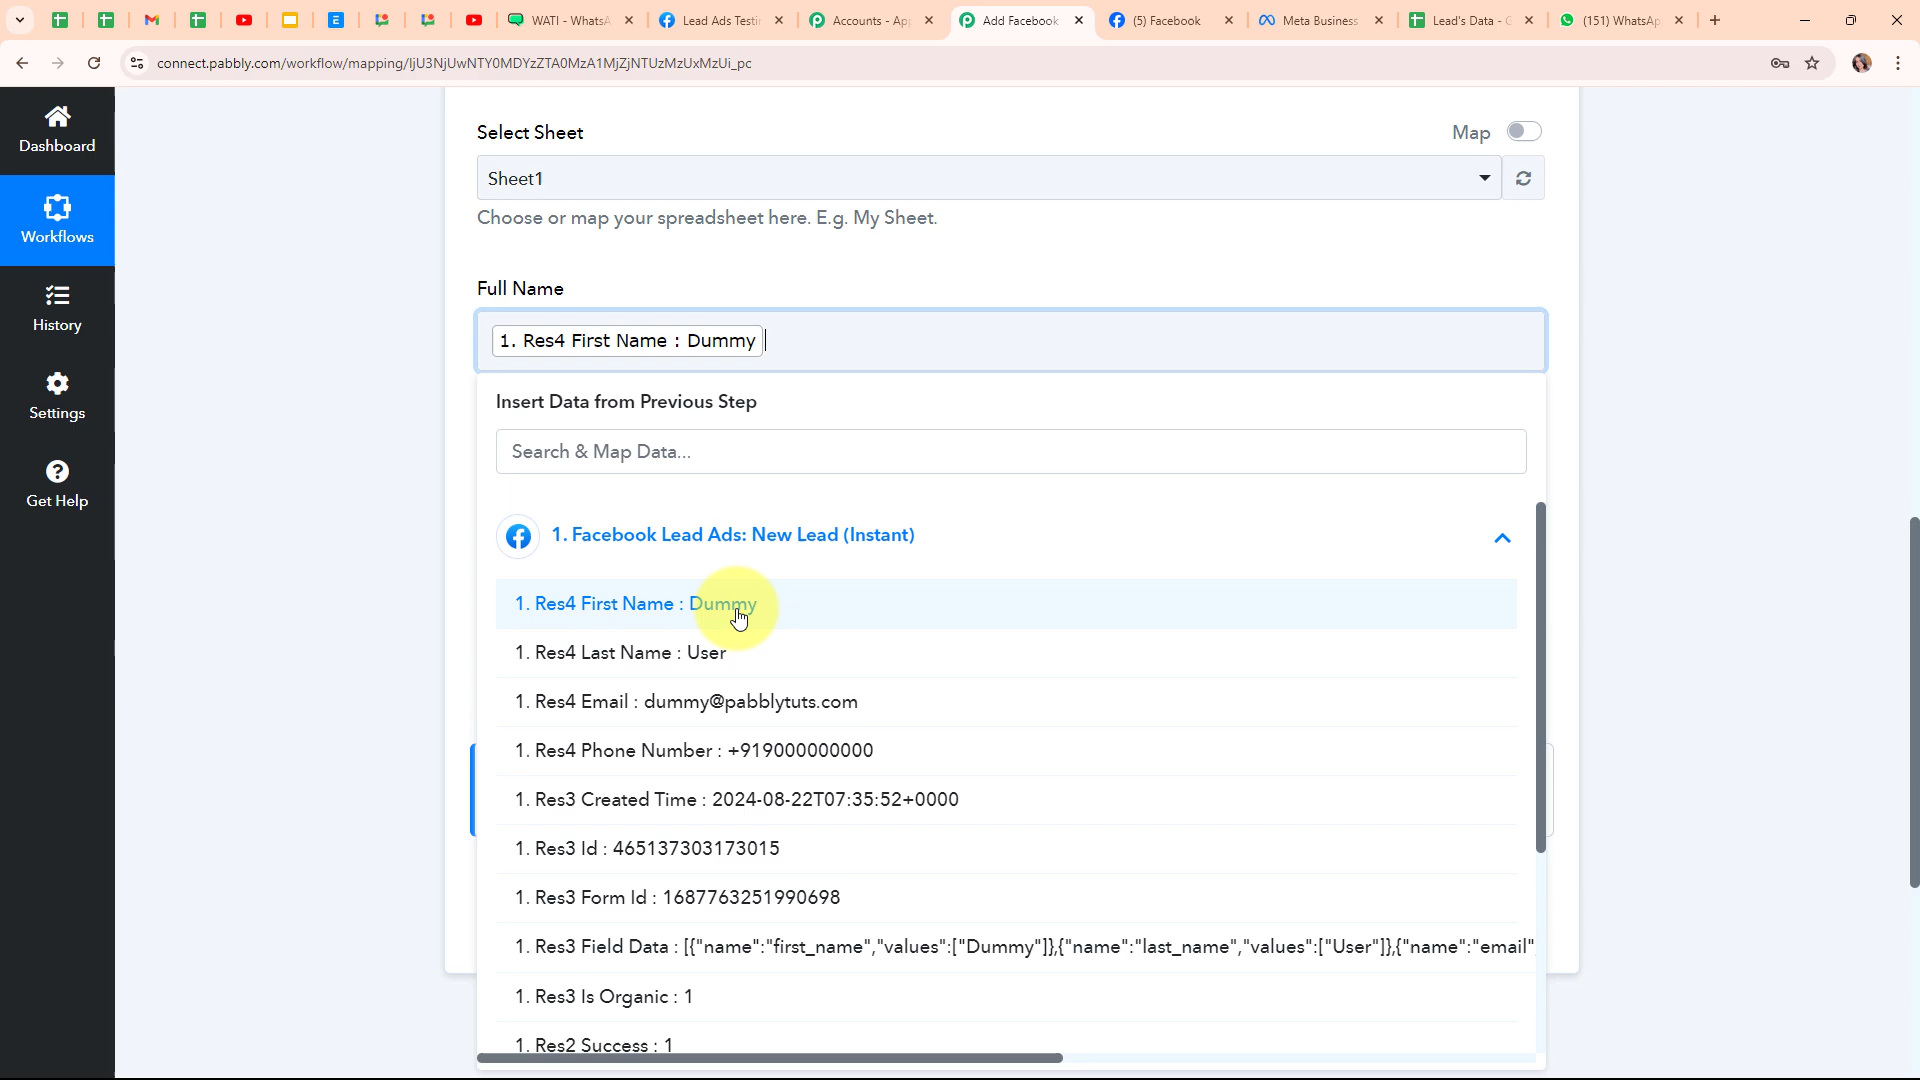 WATI - WhatsA
Lead Ads Testin
Accounts - App
Add Facebook
(5) Facebook
Meta Business
Lead's Data - G
(151) WhatsAp
connect.pabbly.com/workflow/mapping/IjU3NjUwNTY0MDYzZTA0MzA1MjZjNTUzMzUxMzUi_pc
Dashboard
Workflows
History
Settings
Get Help
Select Sheet
Map
Sheet1
Choose or map your spreadsheet here. E.g. My Sheet.
Full Name
1. Res4 First Name : Dummy
Insert Data from Previous Step
Search & Map Data...
1. Facebook Lead Ads: New Lead (Instant)
1. Res4 First Name : Dummy
1. Res4 Last Name : User
1. Res4 Email : dummy@pabblytuts.com
1. Res4 Phone Number : +919000000000
1. Res3 Created Time : 2024-08-22T07:35:52+0000
1. Res3 Id : 465137303173015
1. Res3 Form Id : 1687763251990698
1. Res3 Field Data : [{"name":"first_name","values":["Dummy"]},{"name":"last_name","values":["User"]},{"name":"email",
1. Res3 Is Organic : 1
1. Res2 Success : 1